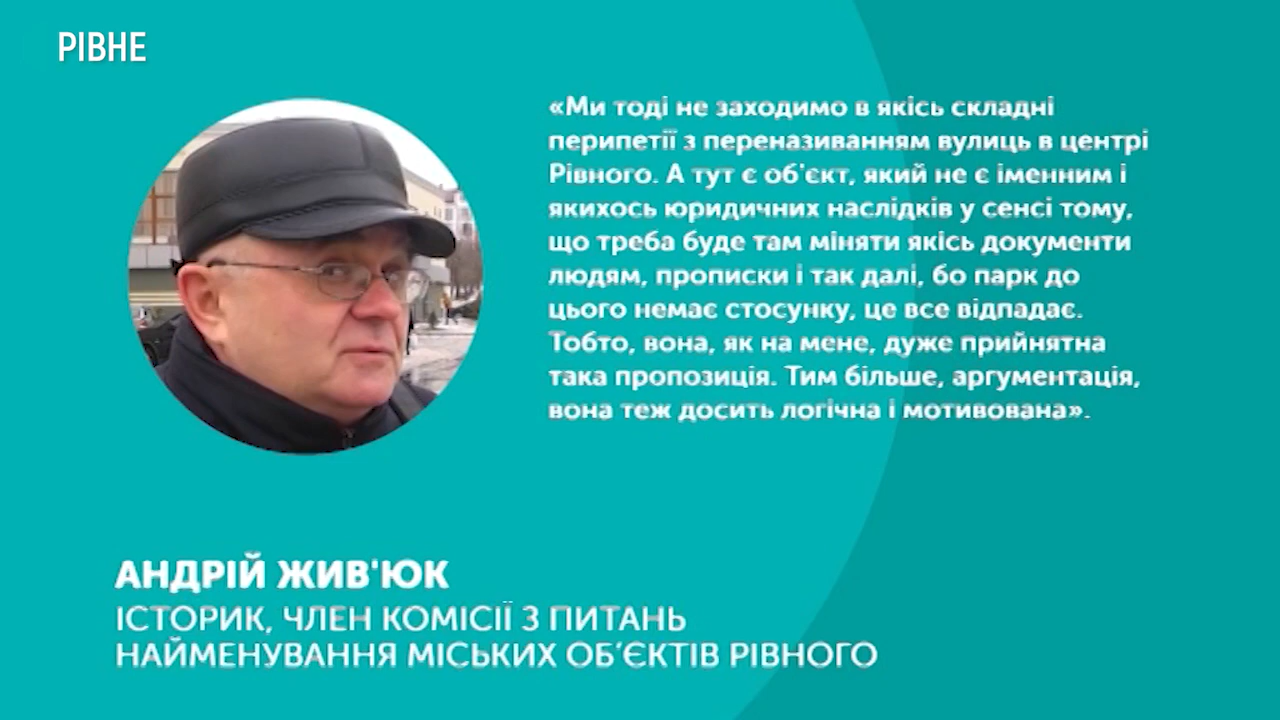 РІВНЕ
«Ми тоді не заходимо в якісь складні
перипетії з переназиванням вулиць в центрі
Рівного. А тут є об'єкт, який не є іменним і
якихось юридичних наслідків у сенсі тому,
що треба буде там міняти якісь документи
людям, прописки і так далі, бо парк до
цього немає стосунку, це все відпадає.
Тобто, вона, як на мене, дуже прийнятна
така пропозиція. Тим більше, аргументація,
вона теж досить логічна і мотивована».
АНДРІЙ ЖИВ'ЮК
ІСТОРИК, ЧЛЕН КОМІСІЇ З ПИТАНЬ
НАЙМЕНУВАННЯ МІСЬКИХ ОБ’ЄКТІВ РІВНОГО